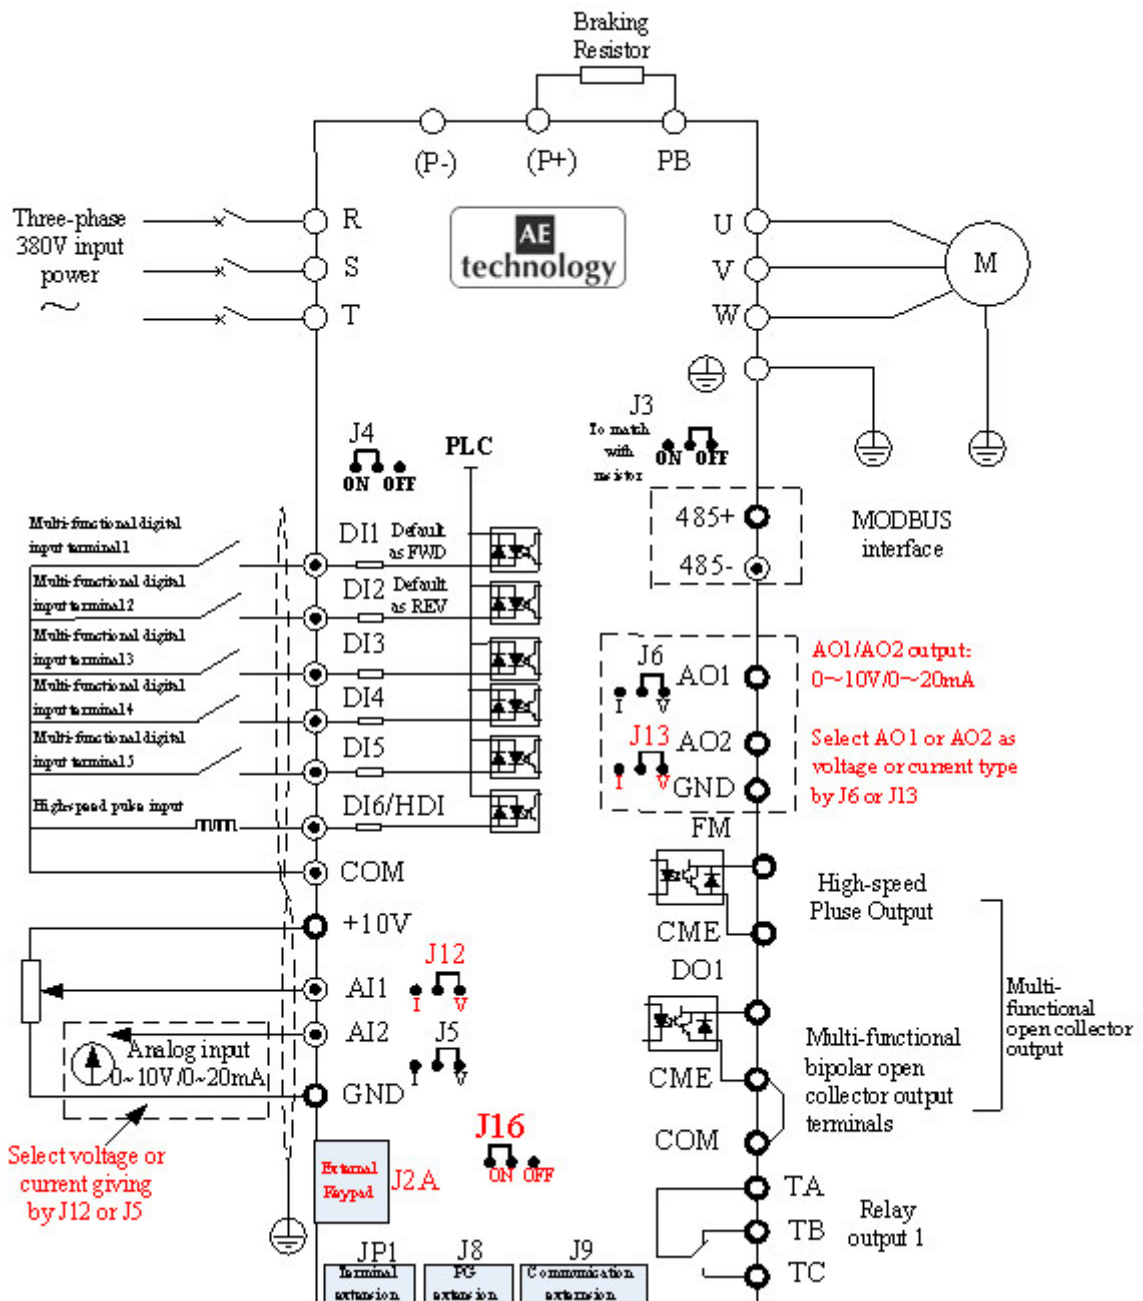 Braking
Resistor
(P-)
(P+)
PB
Three-phase
380V input
power
R
S
T
AE
technology
U
V
W
M
J4
ON OFF
PLC
J3
To match
with
resistor
ON OFF
485+
485-
MODBUS
interface
Multi-functional digital
input terminal 1
DI1 Default
as FWD
Multi-functional digital
input terminal 2
DI2 Default
as REV
Multi-functional digital
input terminal 3
DI3
Multi-functional digital
input terminal 4
DI4
Multi-functional digital
input terminal 5
DI5
High-speed pulse input
DI6/HDI
COM
J6
I V
AO1
J13
I V
AO2
GND
AO1/AO2 output:
0~10V/0~20mA
Select AO1 or AO2 as
voltage or current type
by J6 or J13
FM
CME
High-speed
Pluse Output
DO1
CME
COM
Multi-functional
bipolar open
collector output
terminals
Multi-
functional
open collector
output
+10V
AI1
J12
I V
AI2
J5
I V
GND
Analog input
0~10V/0~20mA
Select voltage or
current giving
by J12 or J5
J16
ON OFF
External
Keypad
J2A
TA
TB
TC
Relay
output 1
JP1
Terminal
extension
J8
PG
extension
J9
Communication
extension